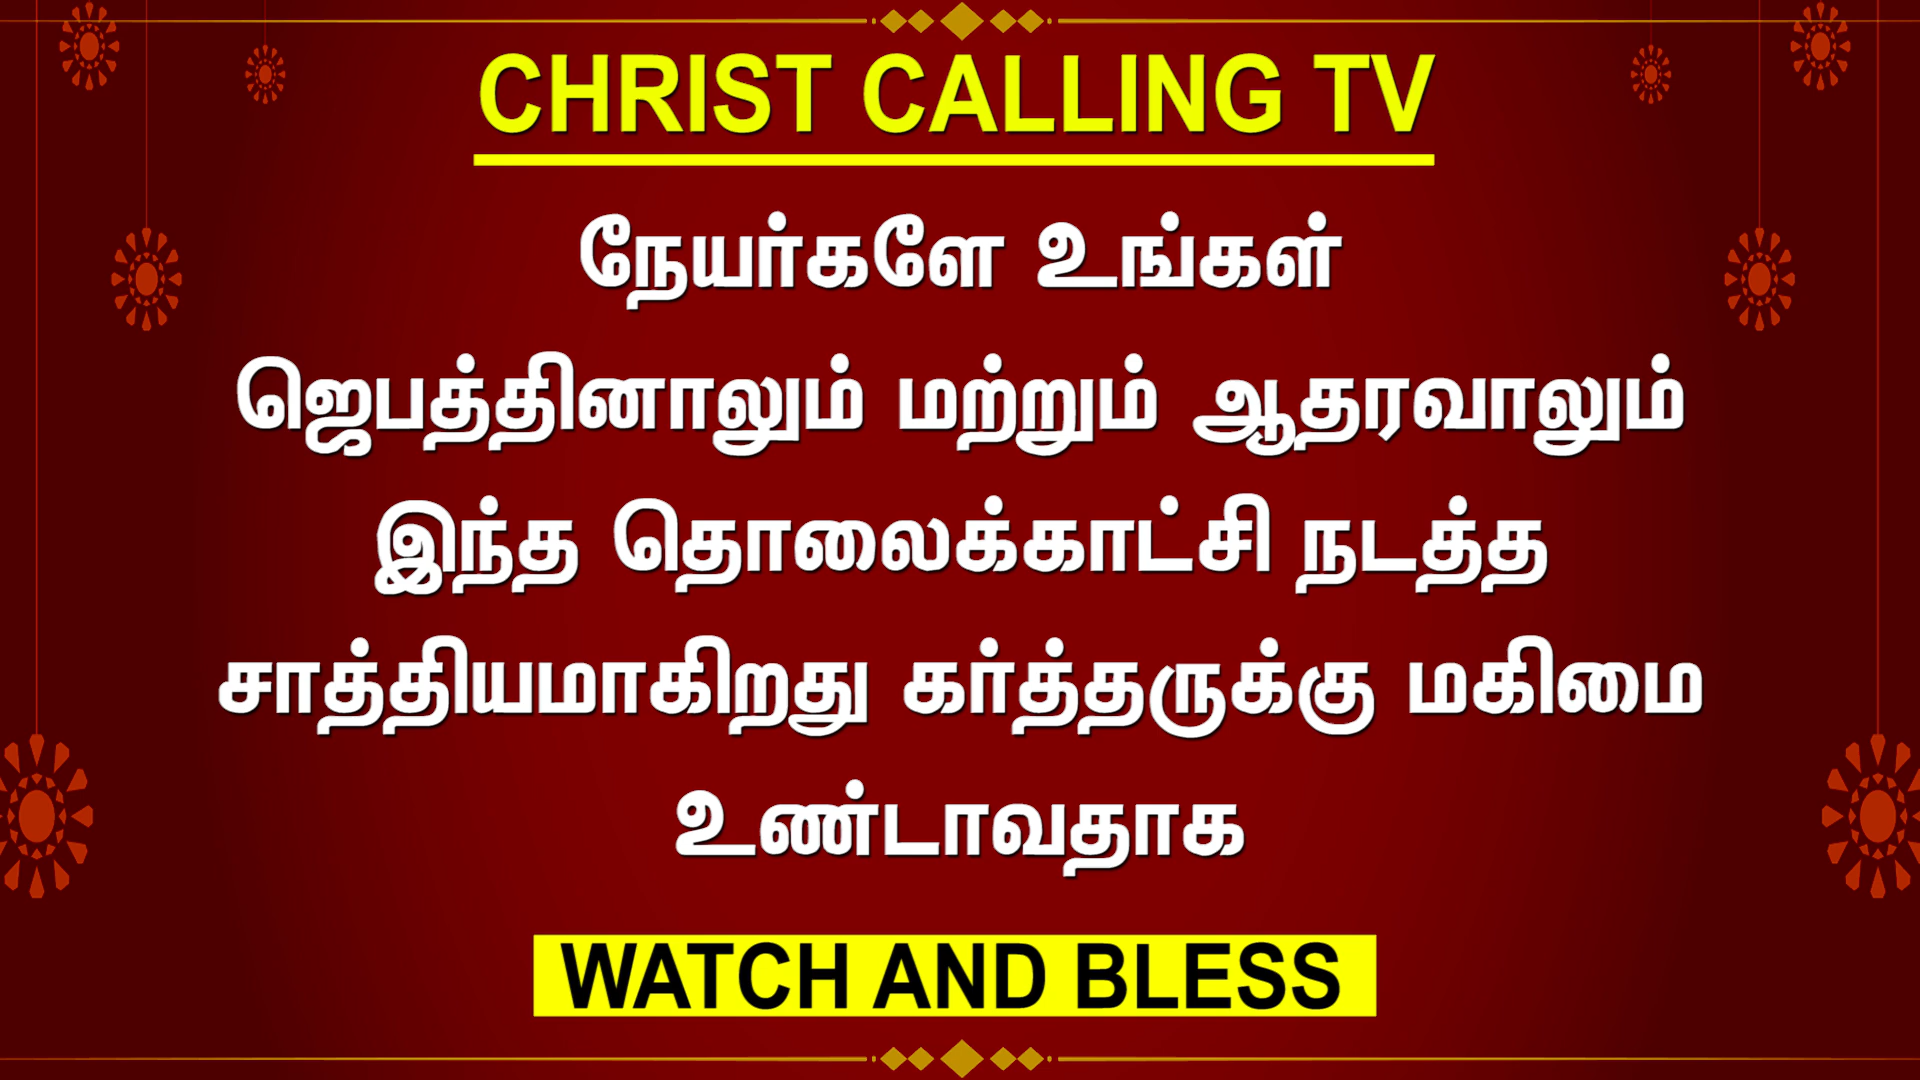 CHRIST CALLING TV
நேயர்களே உங்கள்
ஜெபத்தினாலும் மற்றும் ஆதரவாலும்
இந்த தொலைக்காட்சி நடத்த
சாத்தியமாகிறது கர்த்தருக்கு மகிமை
உண்டாவதாக
WATCH AND BLESS